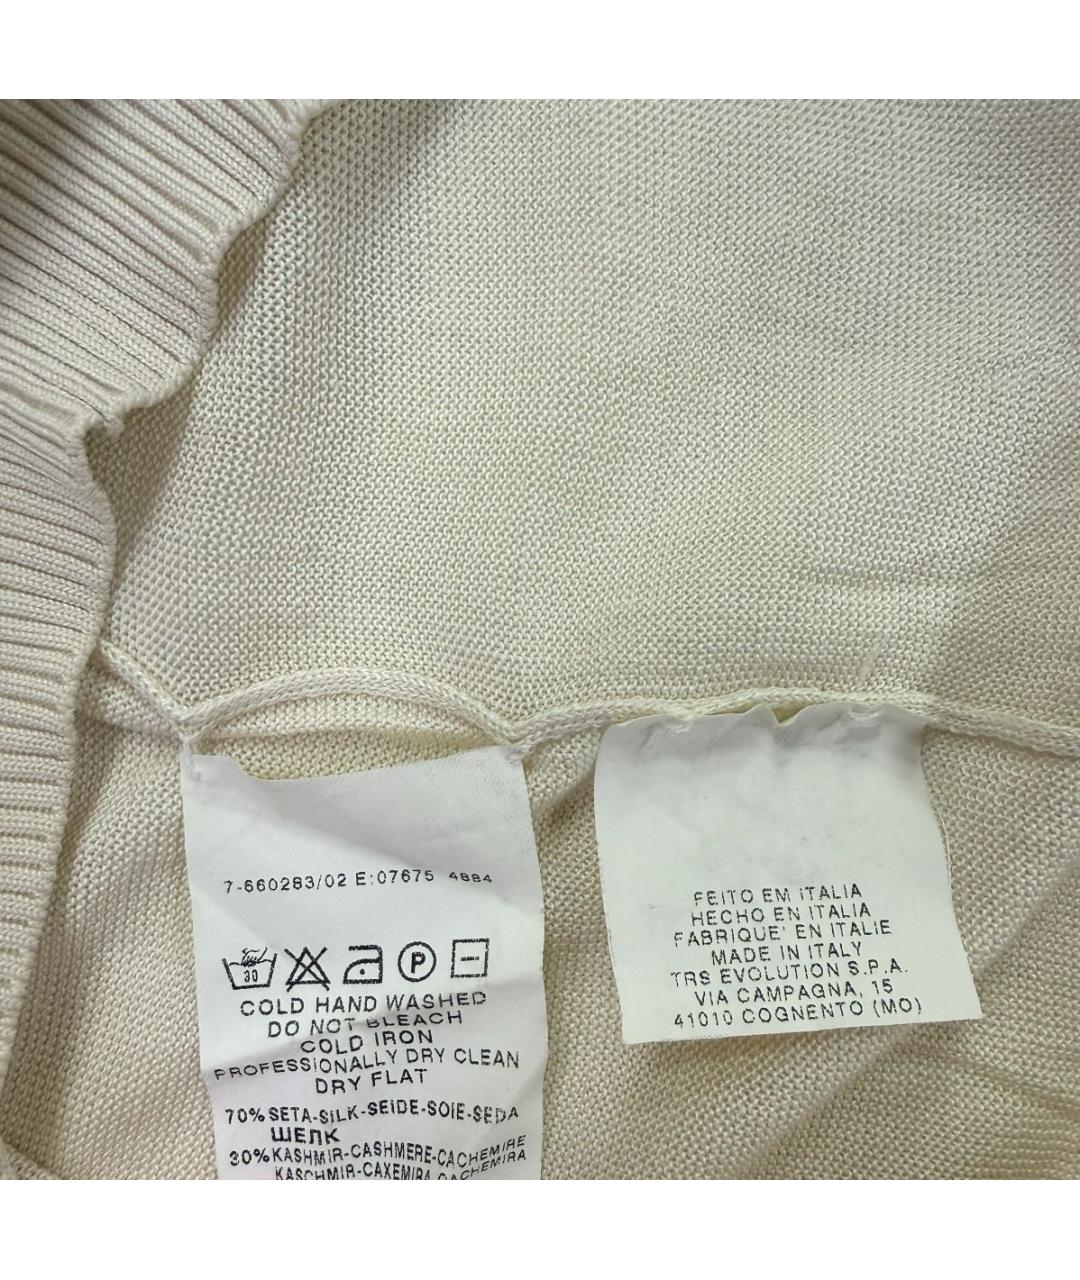 7-660283/02 E:07675 4884
30
P
COLD HAND WASHED
DO NOT BLEACH
COLD IRON
PROFESSIONALLY DRY CLEAN
DRY FLAT
70% SETA-SILK-SEIDE-SOIE-SEDA
ШЕЛК
30% KASHMIR-CASHMERE-CACHEMIRE
KASCHMIR-CAXEMIRA CACHEMIRA
FEITO EM ITALIA
HECHO EN ITALIA
FABRIQUE' EN ITALIE
MADE IN ITALY
TRS EVOLUTION S.P.A.
VIA CAMPAGNA, 15
41010 COGNENTO (MO)